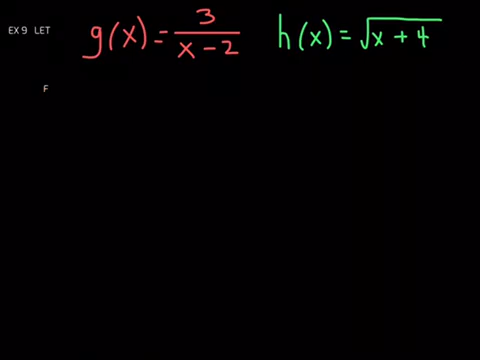 EX 9 LET g(x) = 3/(x - 2) h(x) = √(x + 4)
F